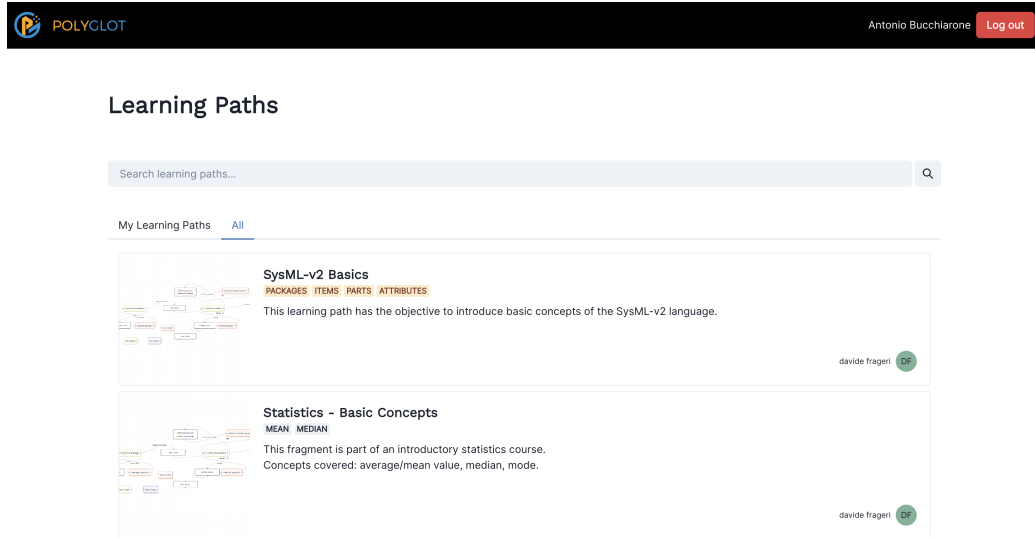 POLYGLOT
Antonio Bucchiarone Log out
Learning Paths
Search learning paths...
My Learning Paths All
SysML-v2 Basics
PACKAGES ITEMS PARTS ATTRIBUTES
This learning path has the objective to introduce basic concepts of the SysML-v2 language.
davide frageri DF
Statistics - Basic Concepts
MEAN MEDIAN
This fragment is part of an introductory statistics course.
Concepts covered: average/mean value, median, mode.
davide frageri DF